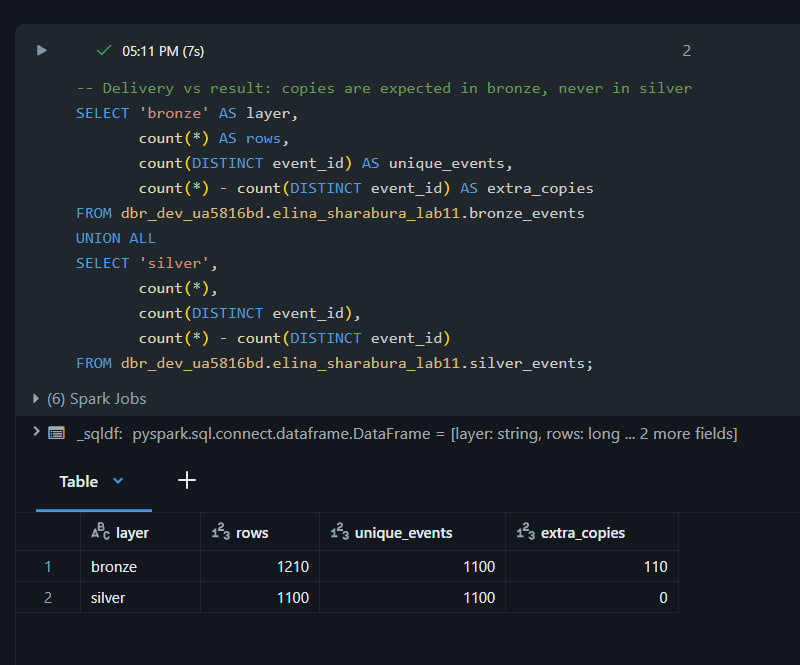 05:11 PM (7s)
2
-- Delivery vs result: copies are expected in bronze, never in silver
SELECT 'bronze' AS layer,
       count(*) AS rows,
       count(DISTINCT event_id) AS unique_events,
       count(*) - count(DISTINCT event_id) AS extra_copies
FROM dbr_dev_ua5816bd.elina_sharabura_lab11.bronze_events
UNION ALL
SELECT 'silver',
       count(*),
       count(DISTINCT event_id),
       count(*) - count(DISTINCT event_id)
FROM dbr_dev_ua5816bd.elina_sharabura_lab11.silver_events;
(6) Spark Jobs
_sqldf: pyspark.sql.connect.dataframe.DataFrame = [layer: string, rows: long ... 2 more fields]
Table
ABC layer 123 rows 123 unique_events 123 extra_copies
1 bronze 1210 1100 110
2 silver 1100 1100 0